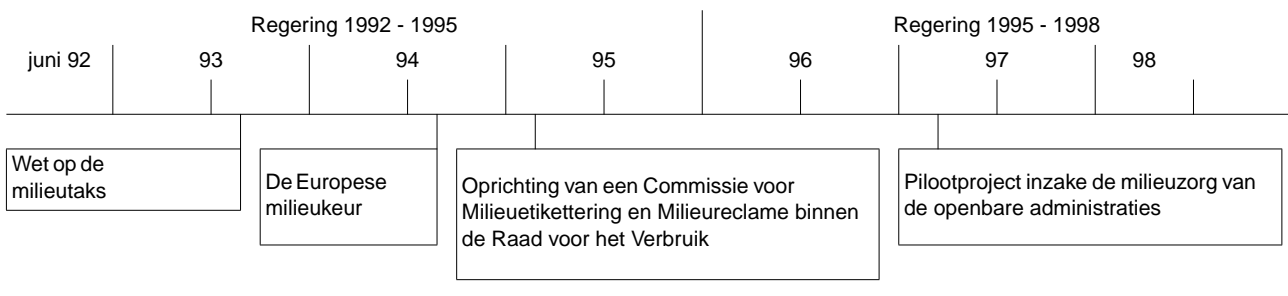 Regering 1992 - 1995
Regering 1995 - 1998
juni 92
93
94
95
96
97
98
Wet op de
milieutaks
De Europese
milieukeur
Oprichting van een Commissie voor
Milieuetikettering en Milieureclame binnen
de Raad voor het Verbruik
Pilootproject inzake de milieuzorg van
de openbare administraties